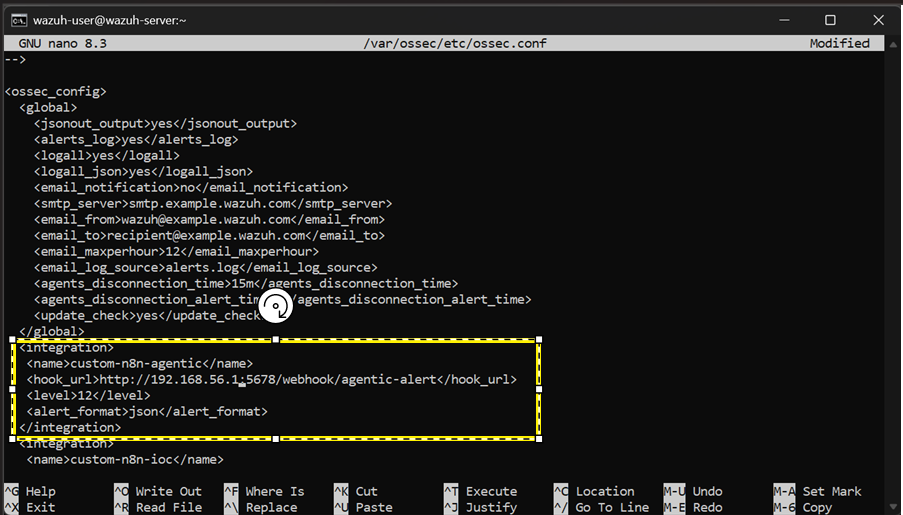 wazuh-user@wazuh-server:~
GNU nano 8.3 /var/ossec/etc/ossec.conf Modified
-->
<ossec_config>
<global>
<jsonout_output>yes</jsonout_output>
<alerts_log>yes</alerts_log>
<logall>yes</logall>
<logall_json>yes</logall_json>
<email_notification>no</email_notification>
<smtp_server>smtp.example.wazuh.com</smtp_server>
<email_from>wazuh@example.wazuh.com</email_from>
<email_to>recipient@example.wazuh.com</email_to>
<email_maxperhour>12</email_maxperhour>
<email_log_source>alerts.log</email_log_source>
<agents_disconnection_time>15m</agents_disconnection_time>
<agents_disconnection_alert_tim /agents_disconnection_alert_time>
<update_check>yes</update_check
</global>
<integration>
<name>custom-n8n-agentic</name>
<hook_url>http://192.168.56.1:5678/webhook/agentic-alert</hook_url>
<level>12</level>
<alert_format>json</alert_format>
</integration>
<integration>
<name>custom-n8n-ioc</name>
^G Help ^O Write Out ^F Where Is ^K Cut ^T Execute ^C Location M-U Undo M-A Set Mark
^X Exit ^R Read File ^\ Replace ^U Paste ^J Justify ^/ Go To Line M-E Redo M-6 Copy